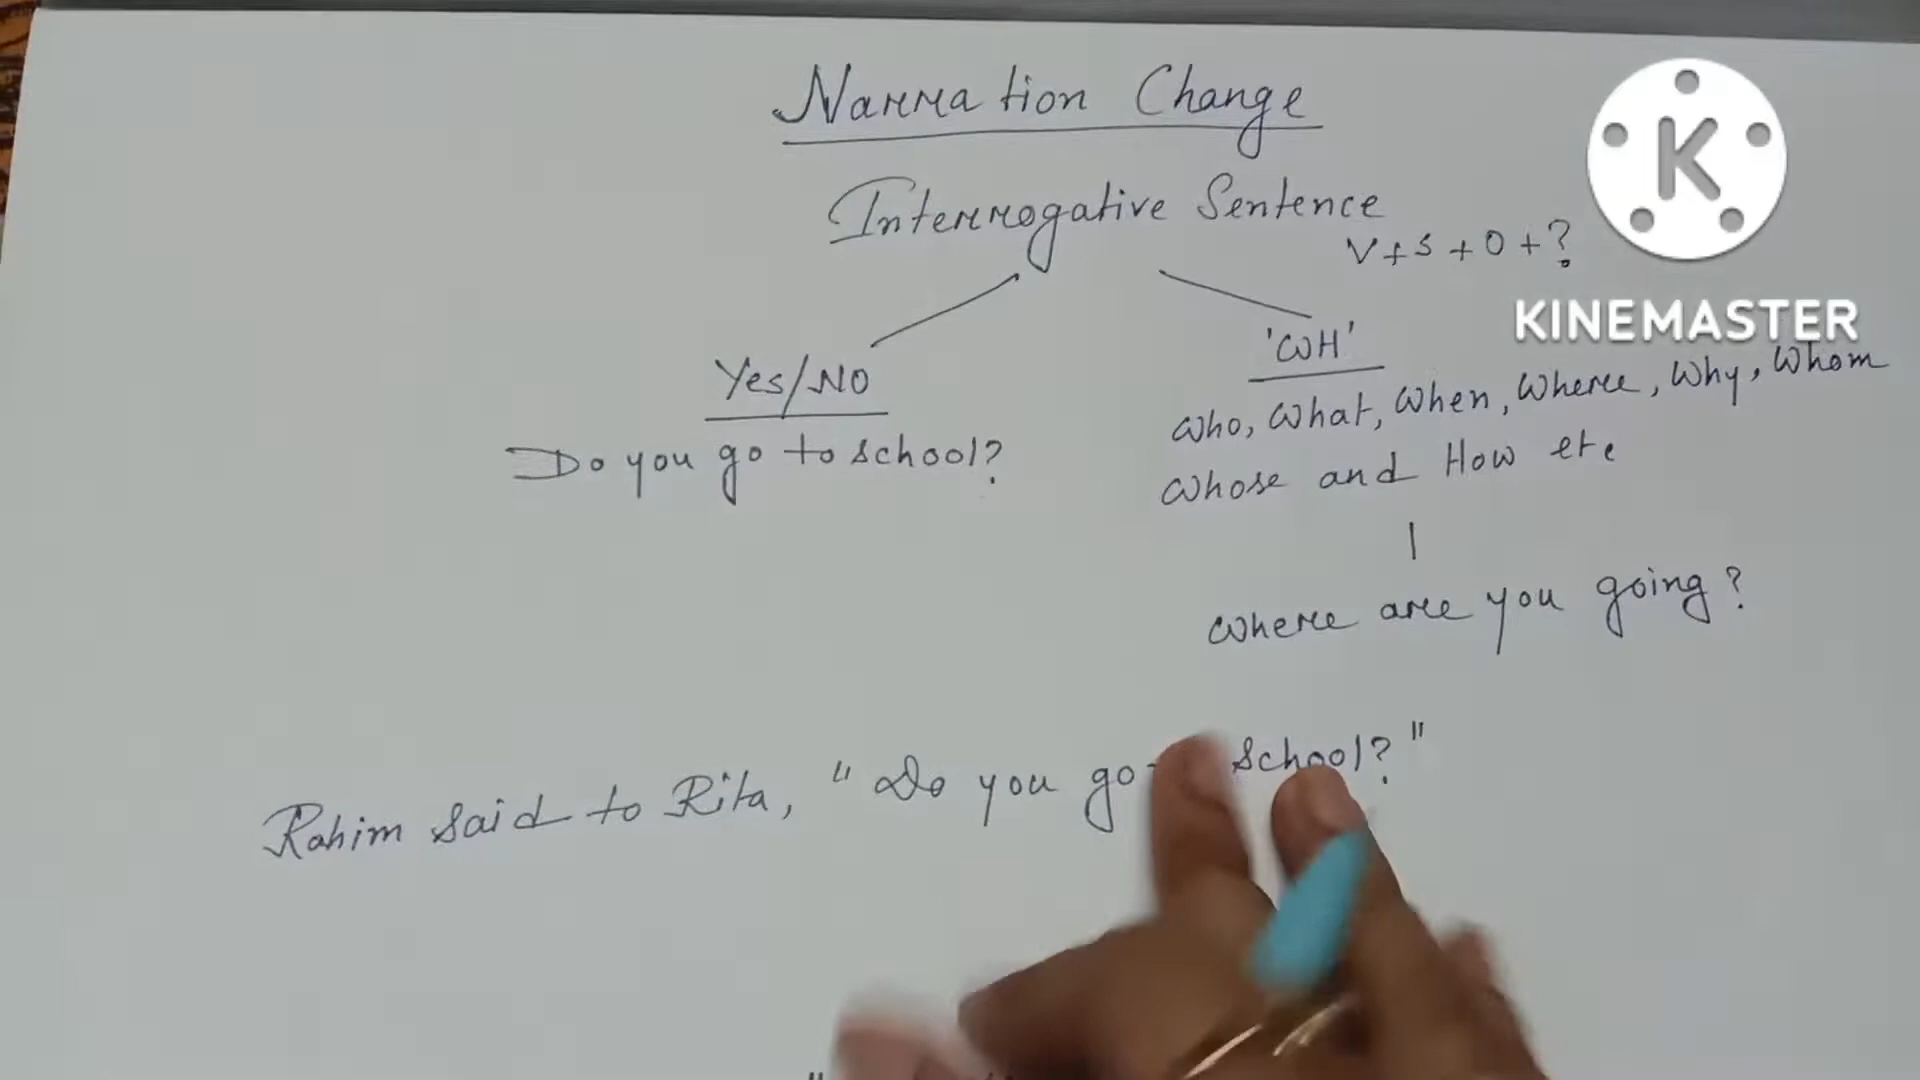 Narration Change
Interrogative Sentence
V + S + O + ?
KINEMASTER
Yes/NO
'WH'
Do you go to school?
Who, What, When, Where, Why, Whom
Whose and How etc
Where are you going?
Rahim said to Rita, "Do you go school?"